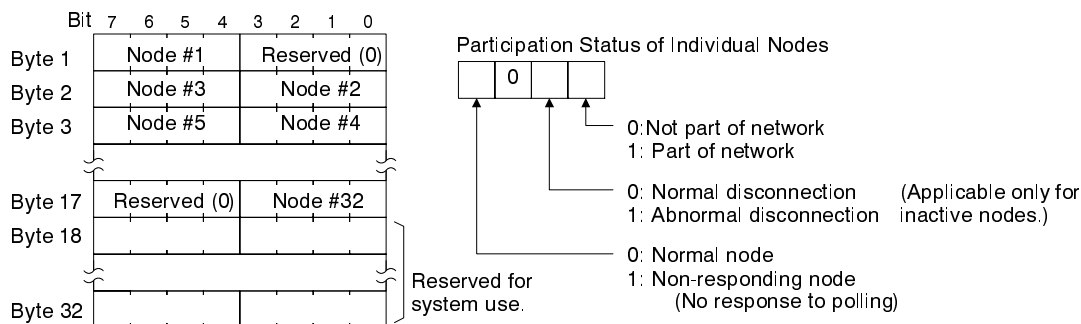 Bit 7 6 5 4 3 2 1 0
Byte 1 Node #1 Reserved (0)
Byte 2 Node #3 Node #2
Byte 3 Node #5 Node #4
Byte 17 Reserved (0) Node #32
Byte 18
Byte 32
Reserved for
system use.
Participation Status of Individual Nodes
0
0:Not part of network
1: Part of network
0: Normal disconnection (Applicable only for
1: Abnormal disconnection inactive nodes.)
0: Normal node
1: Non-responding node
(No response to polling)